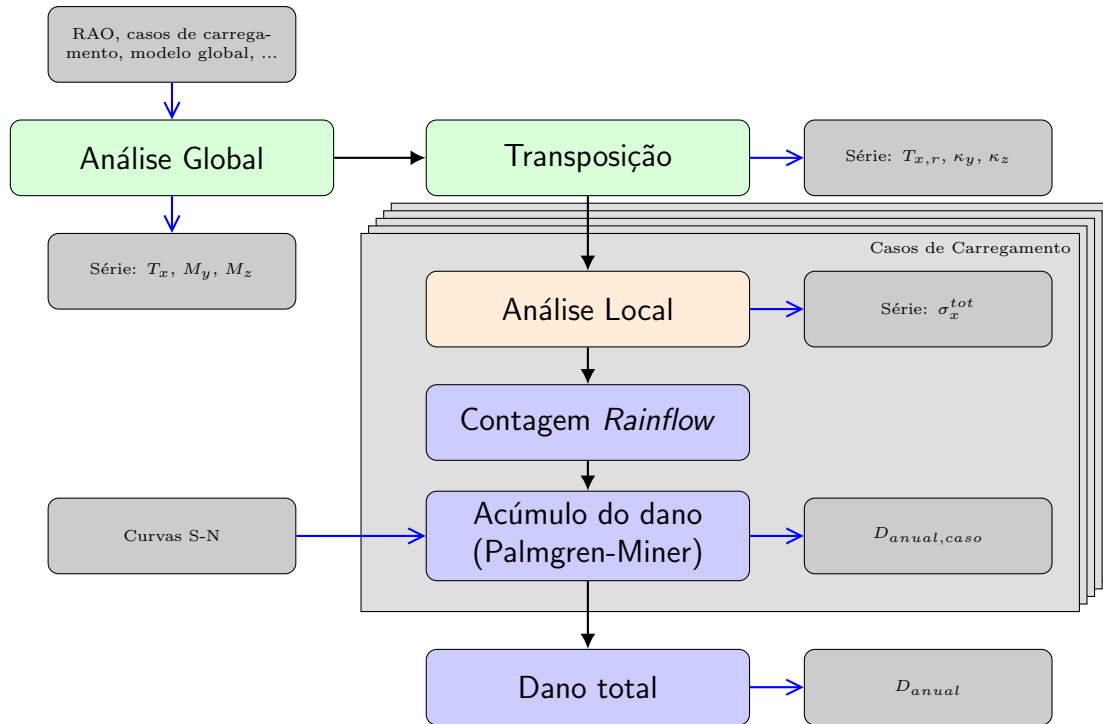 RAO, casos de carrega-
mento, modelo global, ...
Análise Global
Transposição
Série: T_{x,r}, κ_y, κ_z
Série: T_x, M_y, M_z
Casos de Carregamento
Análise Local
Série: σ_x^{tot}
Contagem Rainflow
Curvas S-N
Acúmulo do dano
(Palmgren-Miner)
D_{anual,caso}
Dano total
D_{anual}